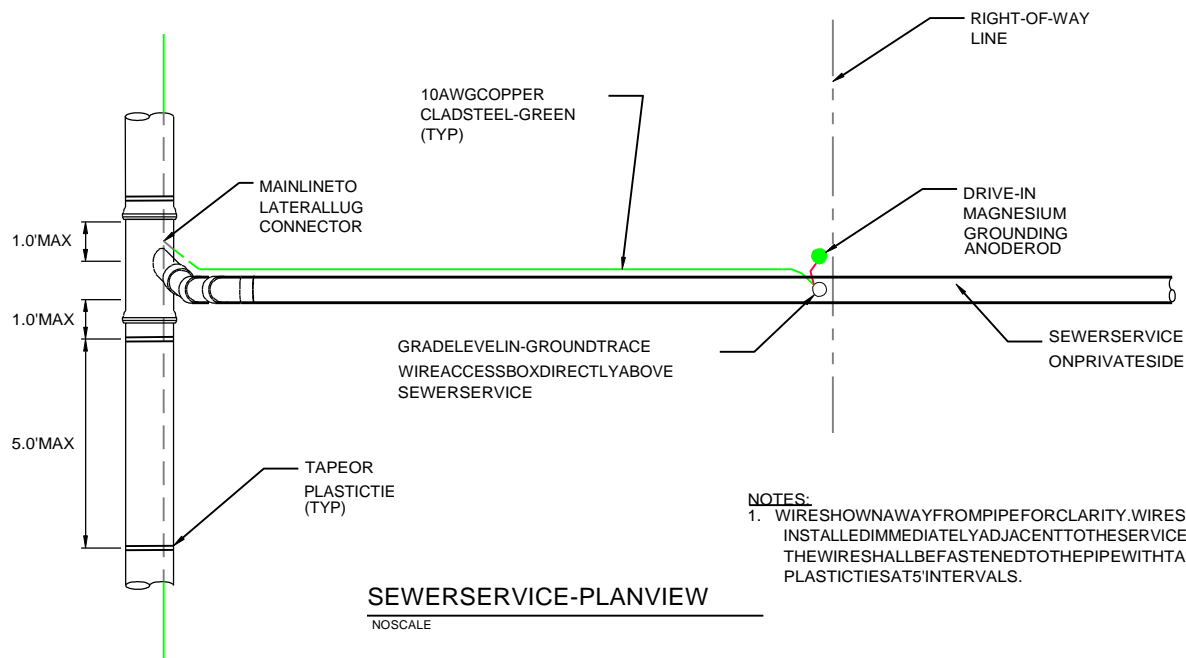 RIGHT-OF-WAY
LINE
10AWGCOPPER
CLADSTEEL-GREEN
(TYP)
MAINLINETO
LATERALLUG
CONNECTOR
DRIVE-IN
MAGNESIUM
GROUNDING
ANODEROD
1.0'MAX
1.0'MAX
GRADELEVELIN-GROUNDTRACE
WIREACCESSBOXDIRECTLYABOVE
SEWERSERVICE
SEWERSERVICE
ONPRIVATESIDE
5.0'MAX
TAPEOR
PLASTICTIE
(TYP)
NOTES:
1. WIRESHOWNAWAYFROMPIPEFORCLARITY.WIRES
INSTALLEDIMMEDIATELYADJACENTTOTHESERVICE
THEWIRESHALLBEFASTENEDTOTHEPIPEWITHTA
PLASTICTIESAT5'INTERVALS.
SEWERSERVICE-PLANVIEW
NOSCALE